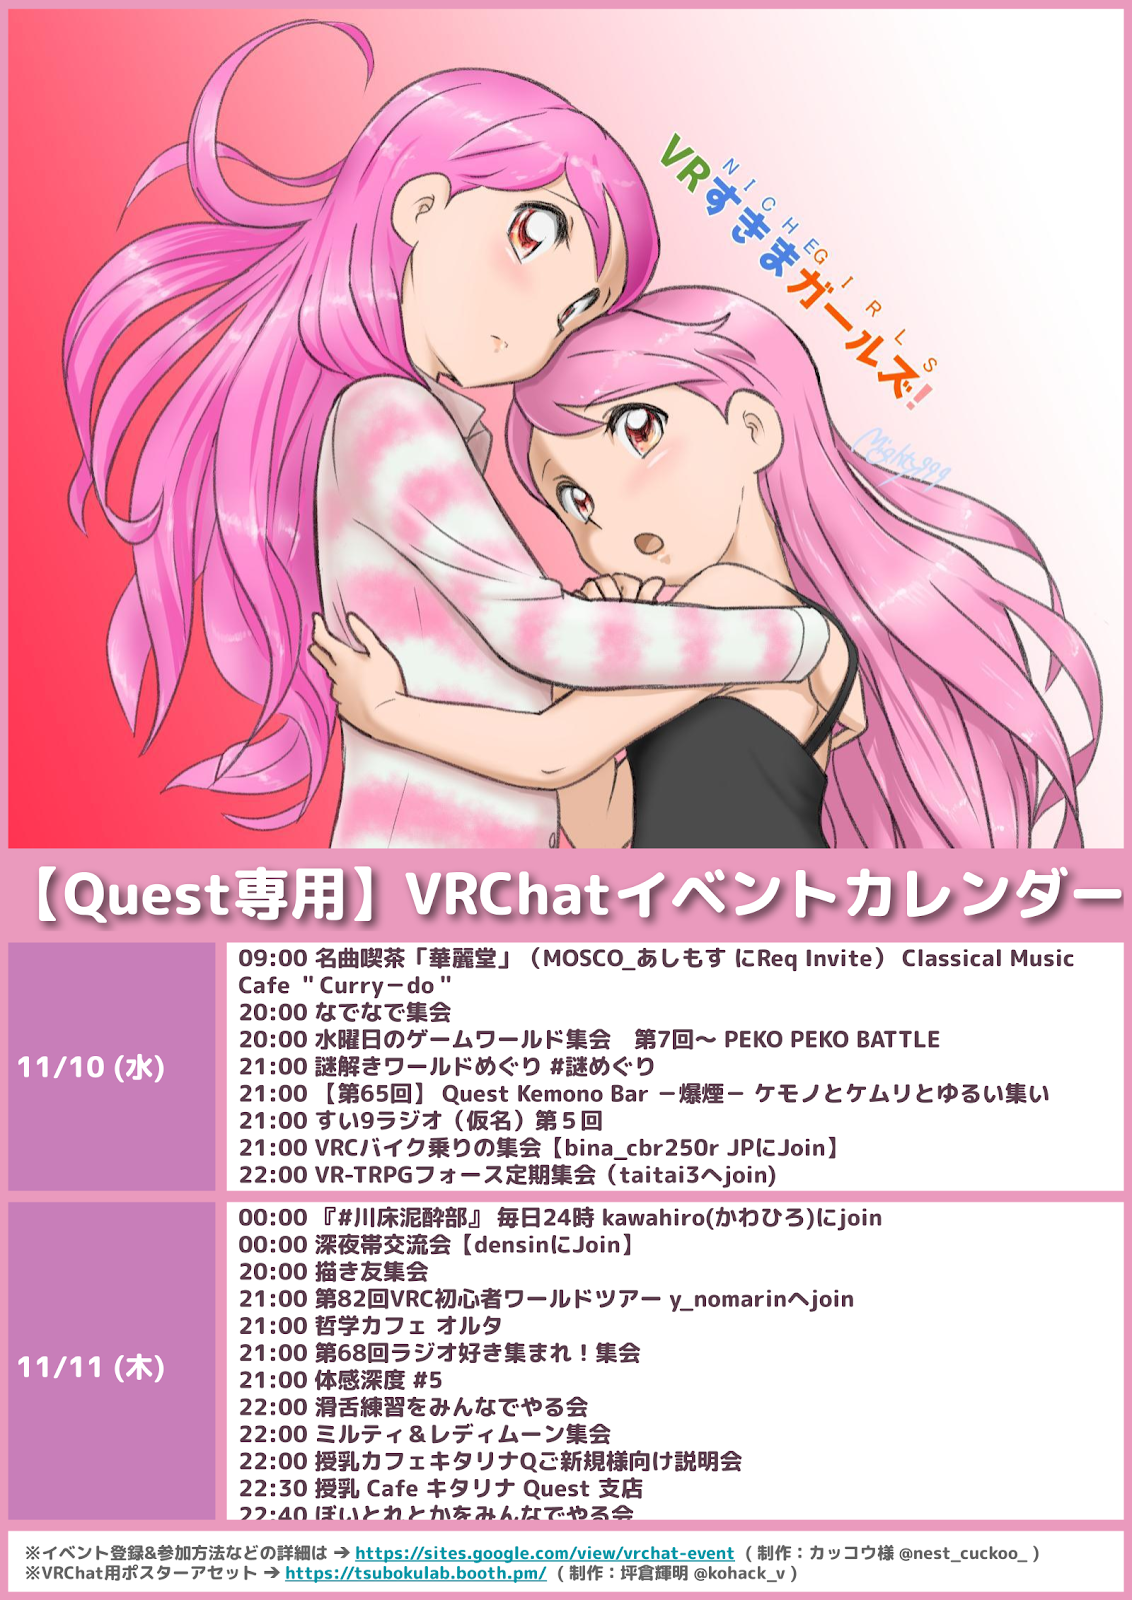 VRすきまガールズ!
NICHE GIRLS
Mighty999
【Quest専用】VRChatイベントカレンダー
11/10 (水)
09:00 名曲喫茶「華麗堂」（MOSCO_あしもす にReq Invite） Classical Music
Cafe ＂Curry－do＂
20:00 なでなで集会
20:00 水曜日のゲームワールド集会　第7回～ PEKO PEKO BATTLE
21:00 謎解きワールドめぐり #謎めぐり
21:00 【第65回】 Quest Kemono Bar －爆煙－ ケモノとケムリとゆるい集い
21:00 すい9ラジオ（仮名）第５回
21:00 VRCバイク乗りの集会【bina_cbr250r JPにJoin】
22:00 VR-TRPGフォース定期集会（taitai3へjoin)
11/11 (木)
00:00 『#川床泥酔部』 毎日24時 kawahiro(かわひろ)にjoin
00:00 深夜帯交流会【densinにJoin】
20:00 描き友集会
21:00 第82回VRC初心者ワールドツアー y_nomarinへjoin
21:00 哲学カフェ オルタ
21:00 第68回ラジオ好き集まれ！集会
21:00 体感深度 #5
22:00 滑舌練習をみんなでやる会
22:00 ミルティ＆レディムーン集会
22:00 授乳カフェキタリナQご新規様向け説明会
22:30 授乳 Cafe キタリナ Quest 支店
22:40 ぼいとれとかをみんなでやる会
※イベント登録&参加方法などの詳細は ➔ https://sites.google.com/view/vrchat-event （制作：カッコウ様 @nest_cuckoo_ ）
※VRChat用ポスターアセット ➔ https://tsubokulab.booth.pm/ （制作：坪倉輝明 @kohack_v ）